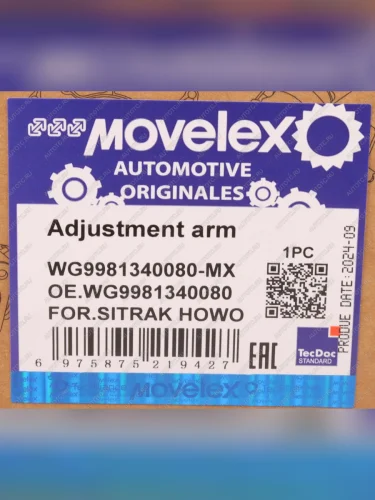 MOVELEX
AUTOMOTIVE
ORIGINALES
Adjustment arm
1PC
WG9981340080-MX
OE.WG9981340080
FOR.SITRAK HOWO
6 975875 219427
EAC
TecDoc
STANDARD
PRODUE DATE:2024-09
MOVELEX